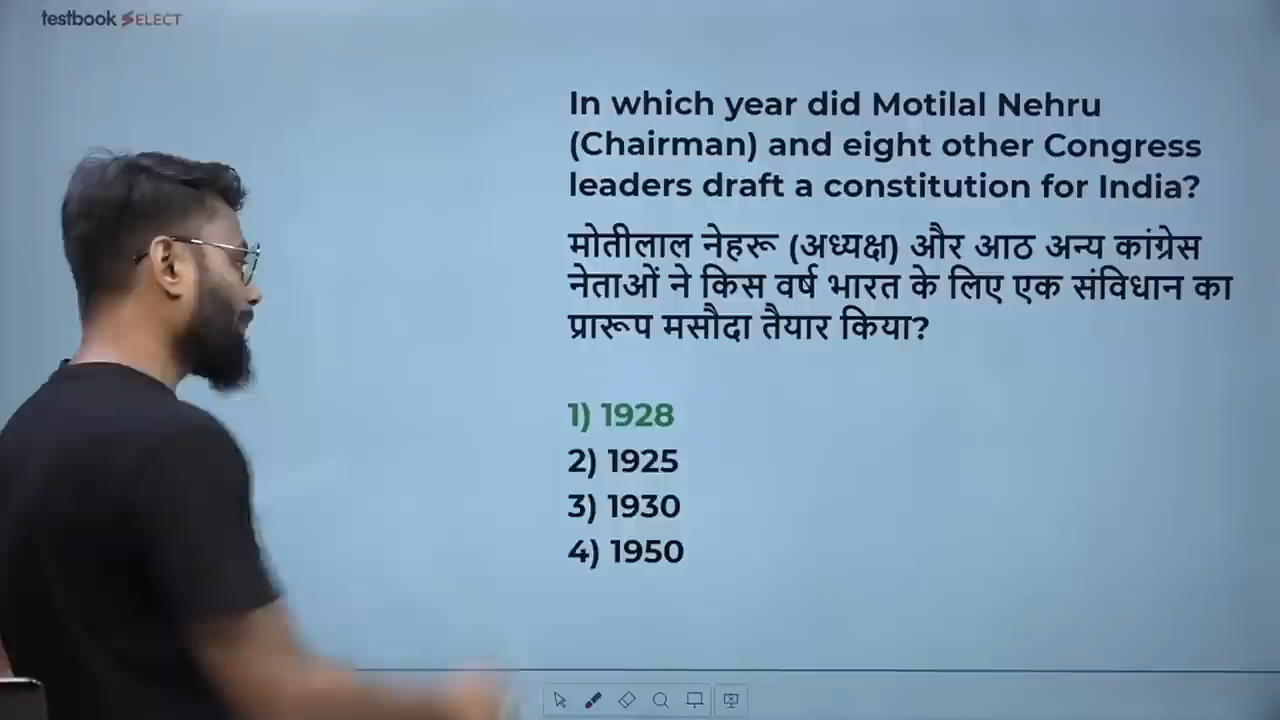 testbook SELECT
In which year did Motilal Nehru
(Chairman) and eight other Congress
leaders draft a constitution for India?
मोतीलाल नेहरू (अध्यक्ष) और आठ अन्य कांग्रेस
नेताओं ने किस वर्ष भारत के लिए एक संविधान का
प्रारूप मसौदा तैयार किया?
1) 1928
2) 1925
3) 1930
4) 1950